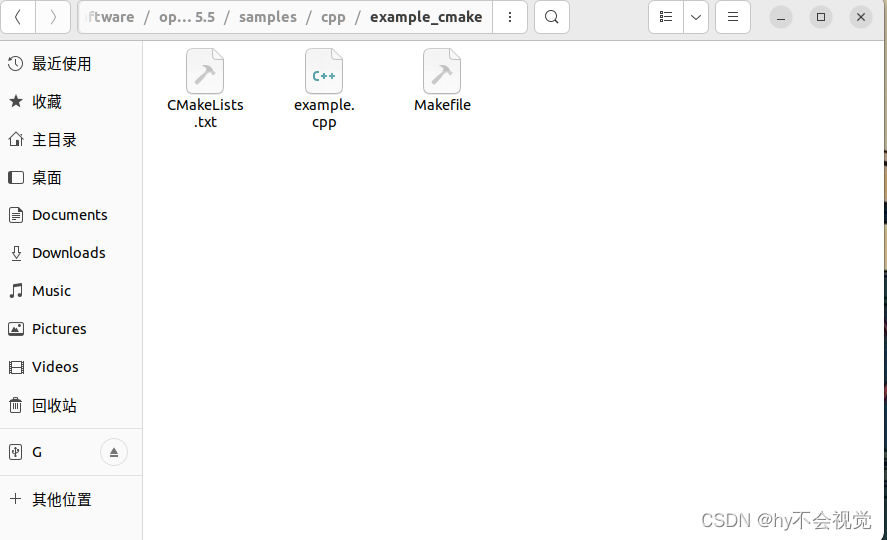 ftware / op... 5.5 / samples / cpp / example_cmake
最近使用
收藏
主目录
桌面
Documents
Downloads
Music
Pictures
Videos
回收站
G
其他位置
CMakeLists
.txt
C++
example.
cpp
Makefile
CSDN @hy不会视觉